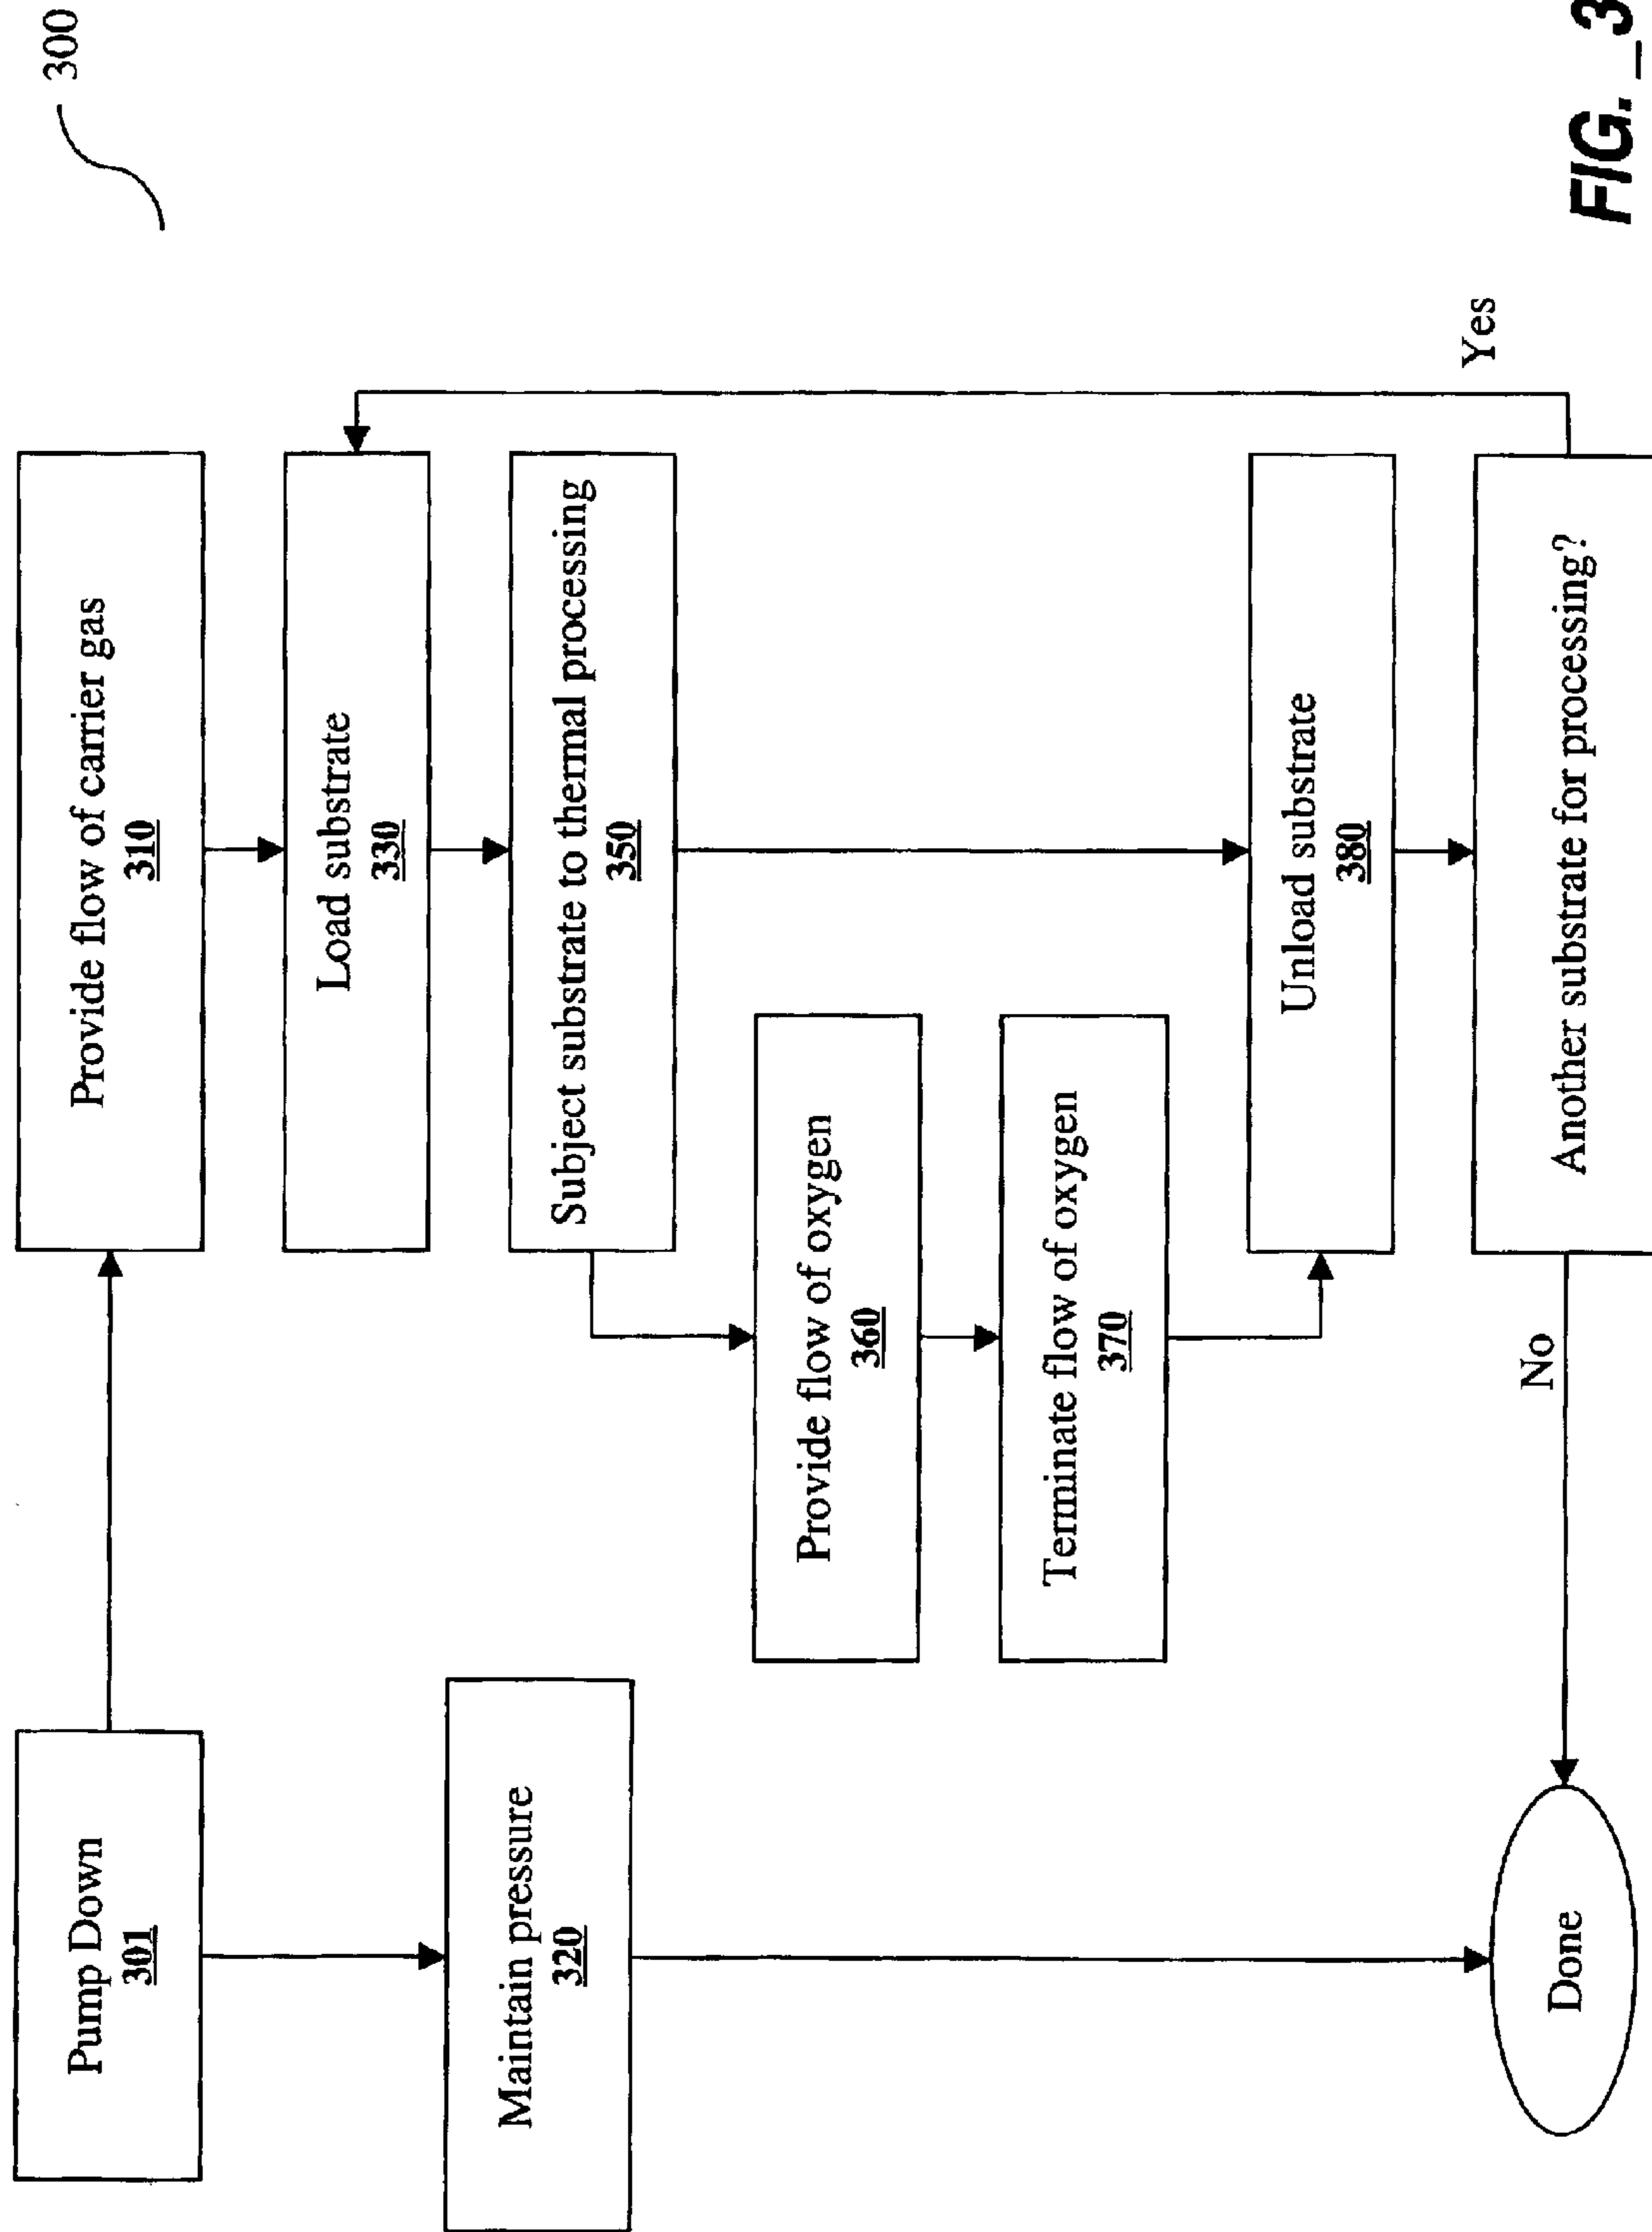 300
Pump Down
301
Provide flow of carrier gas
310
Load substrate
330
Maintain pressure
320
Subject substrate to thermal processing
350
Provide flow of oxygen
360
Terminate flow of oxygen
370
Unload substrate
380
Another substrate for processing?
Yes
No
Done
FIG._3